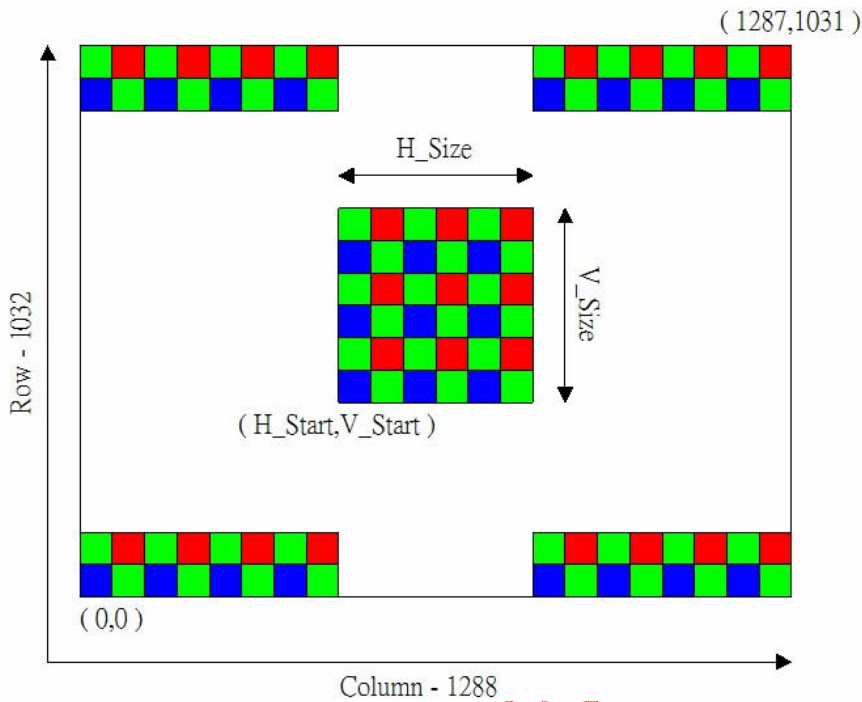 ( 1287,1031 )
H_Size
V_Size
Row - 1032
( H_Start,V_Start )
( 0,0 )
Column - 1288